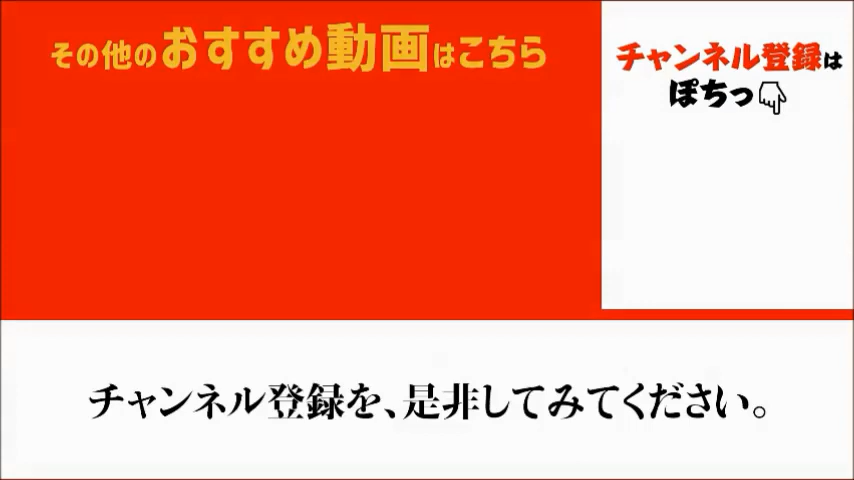 その他のおすすめ動画はこちら
チャンネル登録は
ぽちっ
チャンネル登録を、是非してみてください。